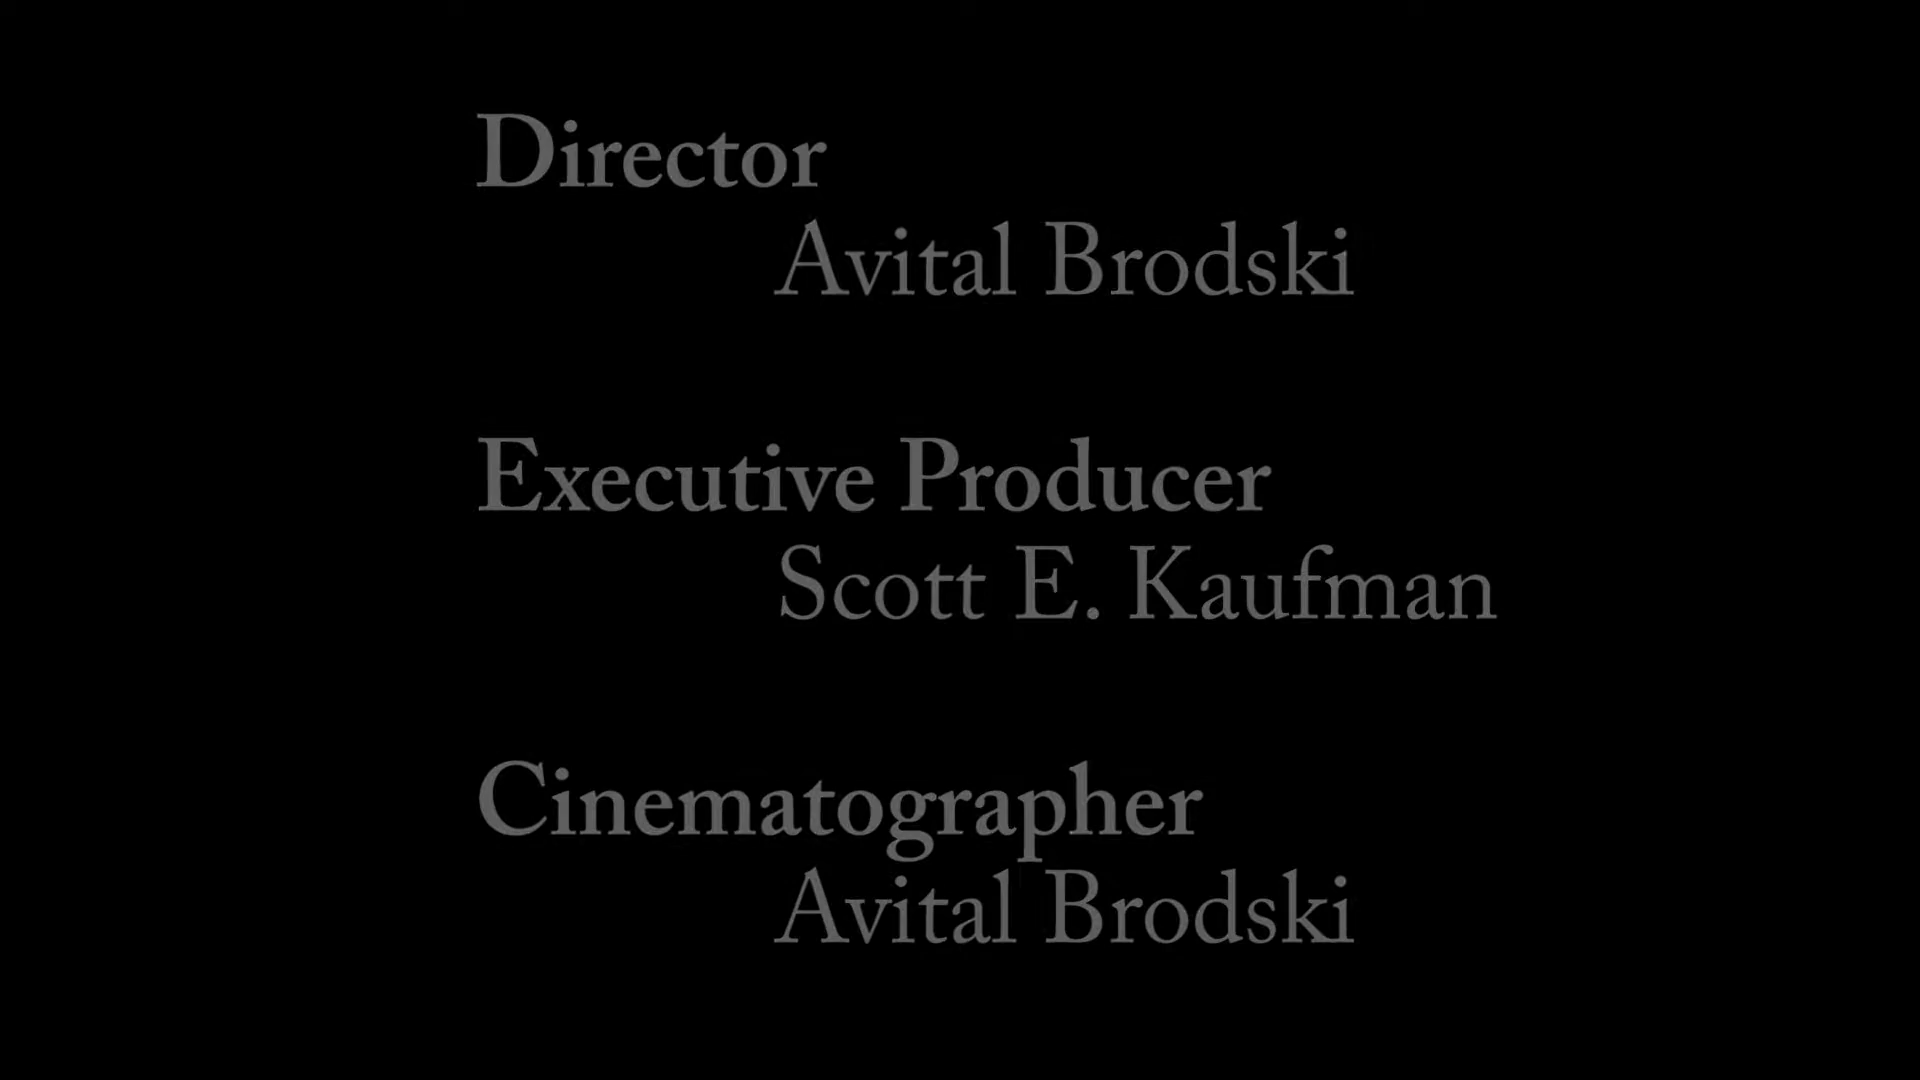 Director
Avital Brodski
Executive Producer
Scott E. Kaufman
Cinematographer
Avital Brodski